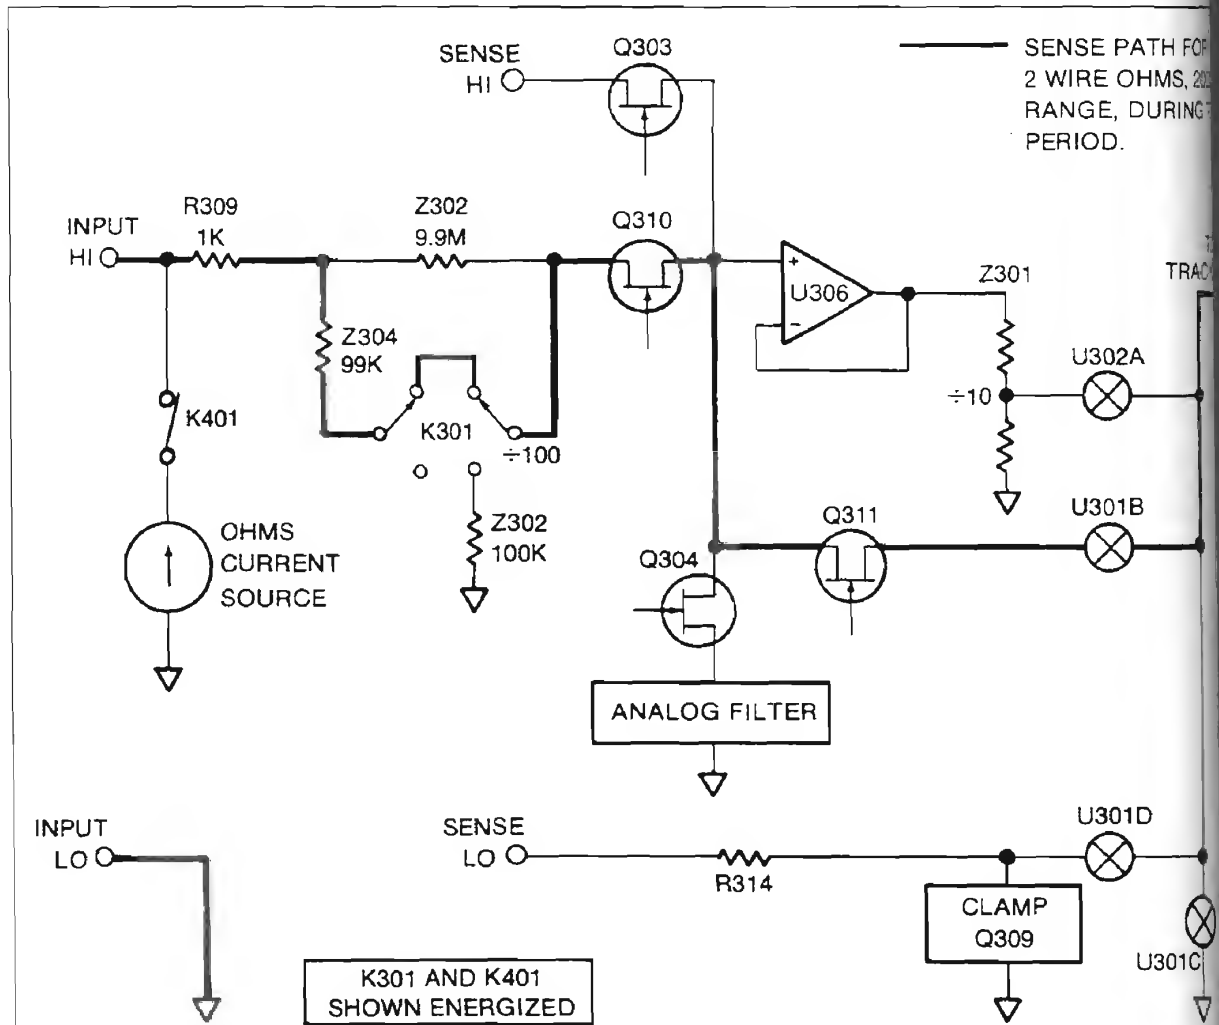 SENSE
HI
Q303
SENSE PATH FOR
2 WIRE OHMS,
RANGE, DURING
PERIOD.
INPUT
HI
R309
1K
Z302
9.9M
Q310
U306
+
−
Z301
Z304
99K
K401
K301
÷100
÷10
U302A
OHMS
CURRENT
SOURCE
Z302
100K
Q304
Q311
U301B
ANALOG FILTER
INPUT
LO
SENSE
LO
R314
U301D
CLAMP
Q309
U301C
K301 AND K401
SHOWN ENERGIZED